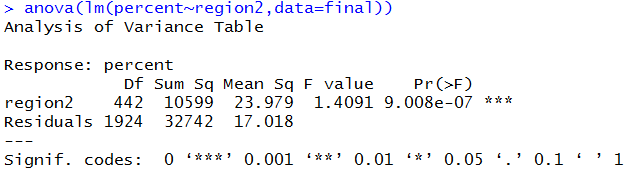 > anova(lm(percent~region2,data=final))
Analysis of Variance Table

Response: percent
            Df Sum Sq Mean Sq F value    Pr(>F)
region2    442  10599  23.979  1.4091 9.008e-07 ***
Residuals 1924  32742  17.018
---
Signif. codes:  0 ‘***’ 0.001 ‘**’ 0.01 ‘*’ 0.05 ‘.’ 0.1 ‘ ’ 1